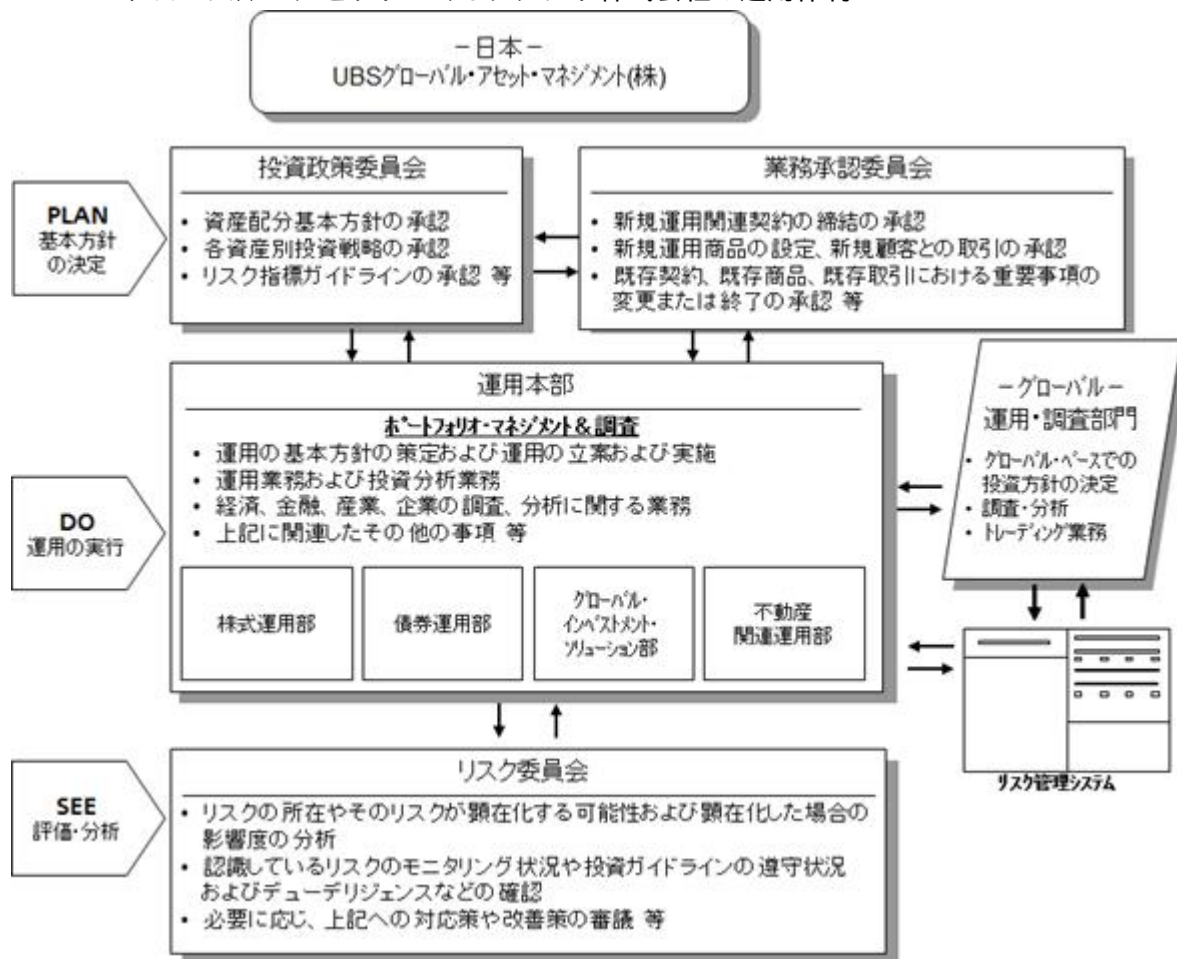 －日本－
UBSグローバル・アセット・マネジメント(株)
PLAN
基本方針
の決定
投資政策委員会
• 資産配分基本方針の承認
• 各資産別投資戦略の承認
• リスク指標ガイドラインの承認 等
業務承認委員会
• 新規運用関連契約の締結の承認
• 新規運用商品の設定、新規顧客との取引の承認
• 既存契約、既存商品、既存取引における重要事項の
変更または終了の承認 等
DO
運用の実行
運用本部
ポートフォリオ・マネジメント＆調査
• 運用の基本方針の策定および運用の立案および実施
• 運用業務および投資分析業務
• 経済、金融、産業、企業の調査、分析に関する業務
• 上記に関連したその他の事項 等
株式運用部
債券運用部
グローバル・
インベストメント・
ソリューション部
不動産
関連運用部
－グローバル－
運用・調査部門
• グローバル・ベースでの
投資方針の決定
• 調査・分析
• トレーディング業務
リスク管理システム
SEE
評価・分析
リスク委員会
• リスクの所在やそのリスクが顕在化する可能性および顕在化した場合の
影響度の分析
• 認識しているリスクのモニタリング状況や投資ガイドラインの遵守状況
およびデューデリジェンスなどの確認
• 必要に応じ、上記への対応策や改善策の審議 等